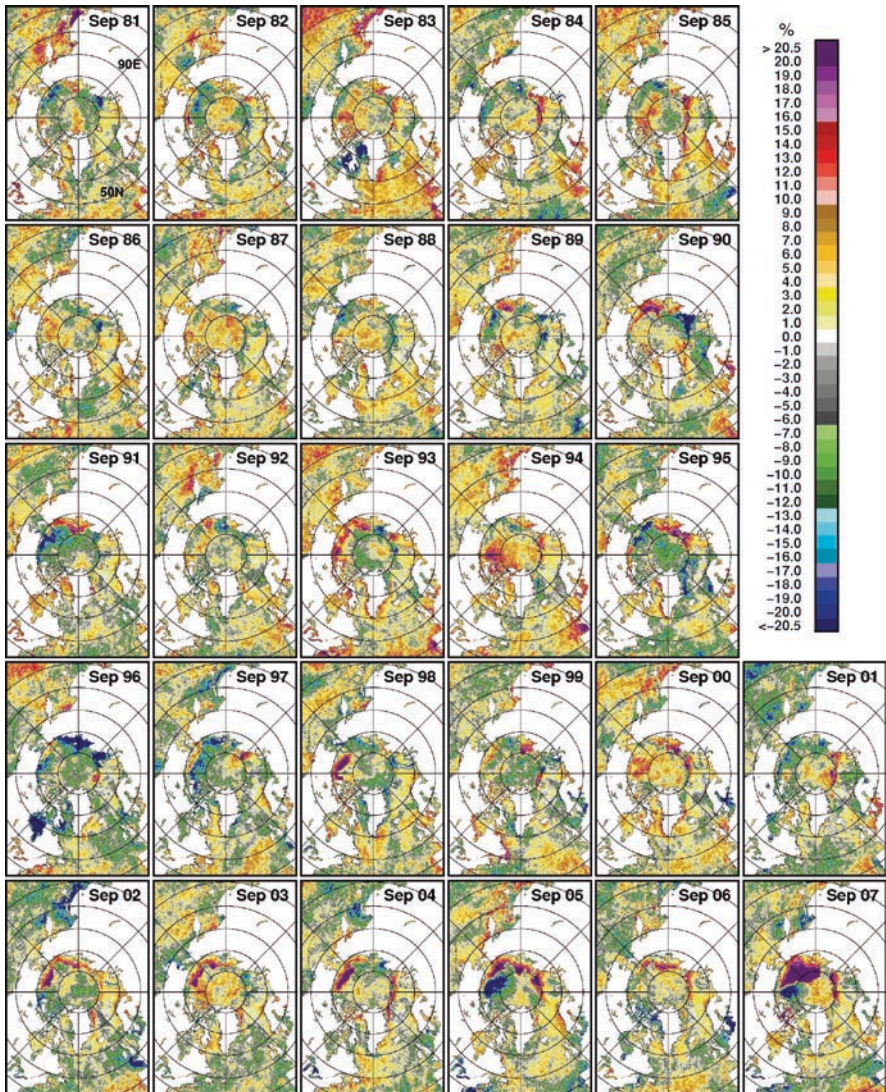 Sep 81
Sep 82
Sep 83
Sep 84
Sep 85
90E
50N
%
> 20.5
20.0
19.0
18.0
17.0
16.0
15.0
14.0
13.0
12.0
11.0
10.0
9.0
8.0
7.0
6.0
5.0
4.0
3.0
2.0
1.0
0.0
−1.0
−2.0
−3.0
−4.0
−5.0
−6.0
−7.0
−8.0
−9.0
−10.0
−11.0
−12.0
−13.0
−14.0
−15.0
−16.0
−17.0
−18.0
−19.0
−20.0
<−20.5
Sep 86
Sep 87
Sep 88
Sep 89
Sep 90
Sep 91
Sep 92
Sep 93
Sep 94
Sep 95
Sep 96
Sep 97
Sep 98
Sep 99
Sep 00
Sep 01
Sep 02
Sep 03
Sep 04
Sep 05
Sep 06
Sep 07